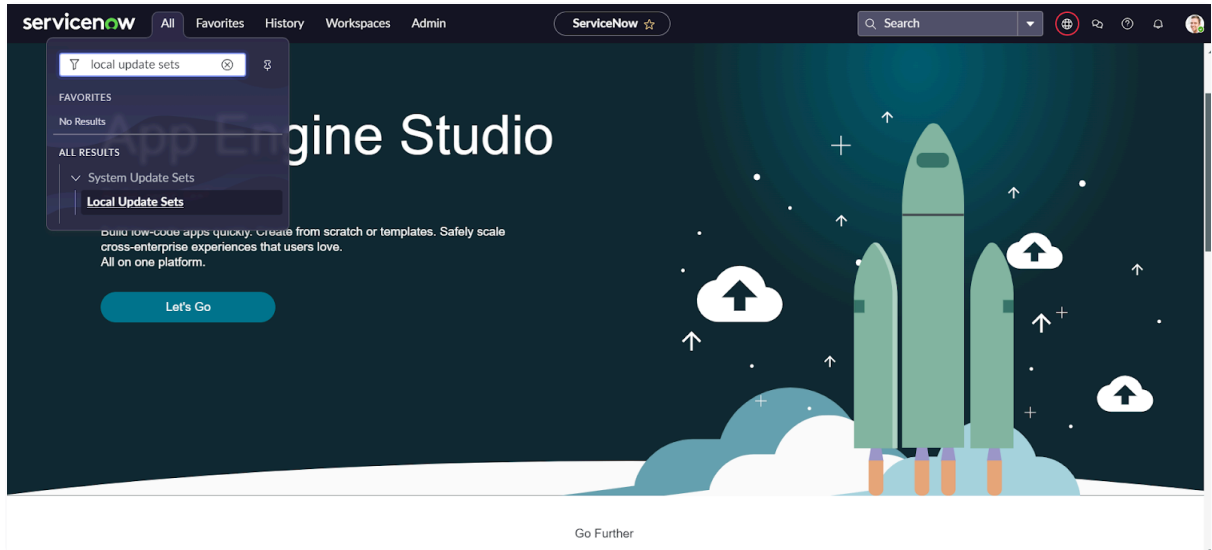 servicenow All Favorites History Workspaces Admin ServiceNow Search
local update sets
FAVORITES
No Results
ALL RESULTS
System Update Sets
Local Update Sets
App Engine Studio
Build low-code apps quickly. Create from scratch or templates. Safely scale
cross-enterprise experiences that users love.
All on one platform.
Let's Go
Go Further